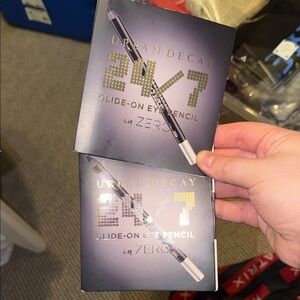 URBAN DECAY
24/7
GLIDE-ON EYE PENCIL
in ZERO
URBAN DECAY
24/7
GLIDE-ON EYE PENCIL
in ZERO
MATRIX